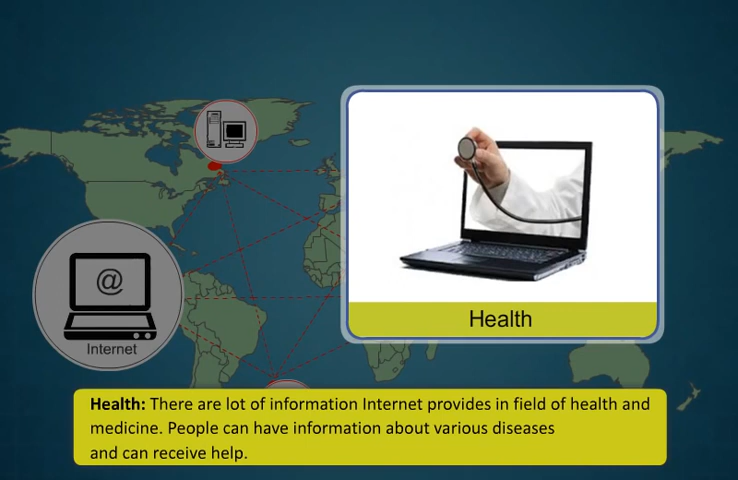 @
Internet
Health
Health: There are lot of information Internet provides in field of health and
medicine. People can have information about various diseases
and can receive help.